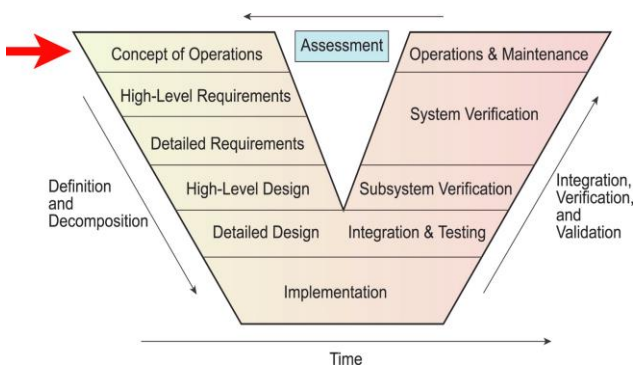 Concept of Operations
Assessment
Operations & Maintenance
High-Level Requirements
System Verification
Detailed Requirements
Definition
and
Decomposition
High-Level Design
Subsystem Verification
Integration,
Verification,
and
Validation
Detailed Design
Integration & Testing
Implementation
Time